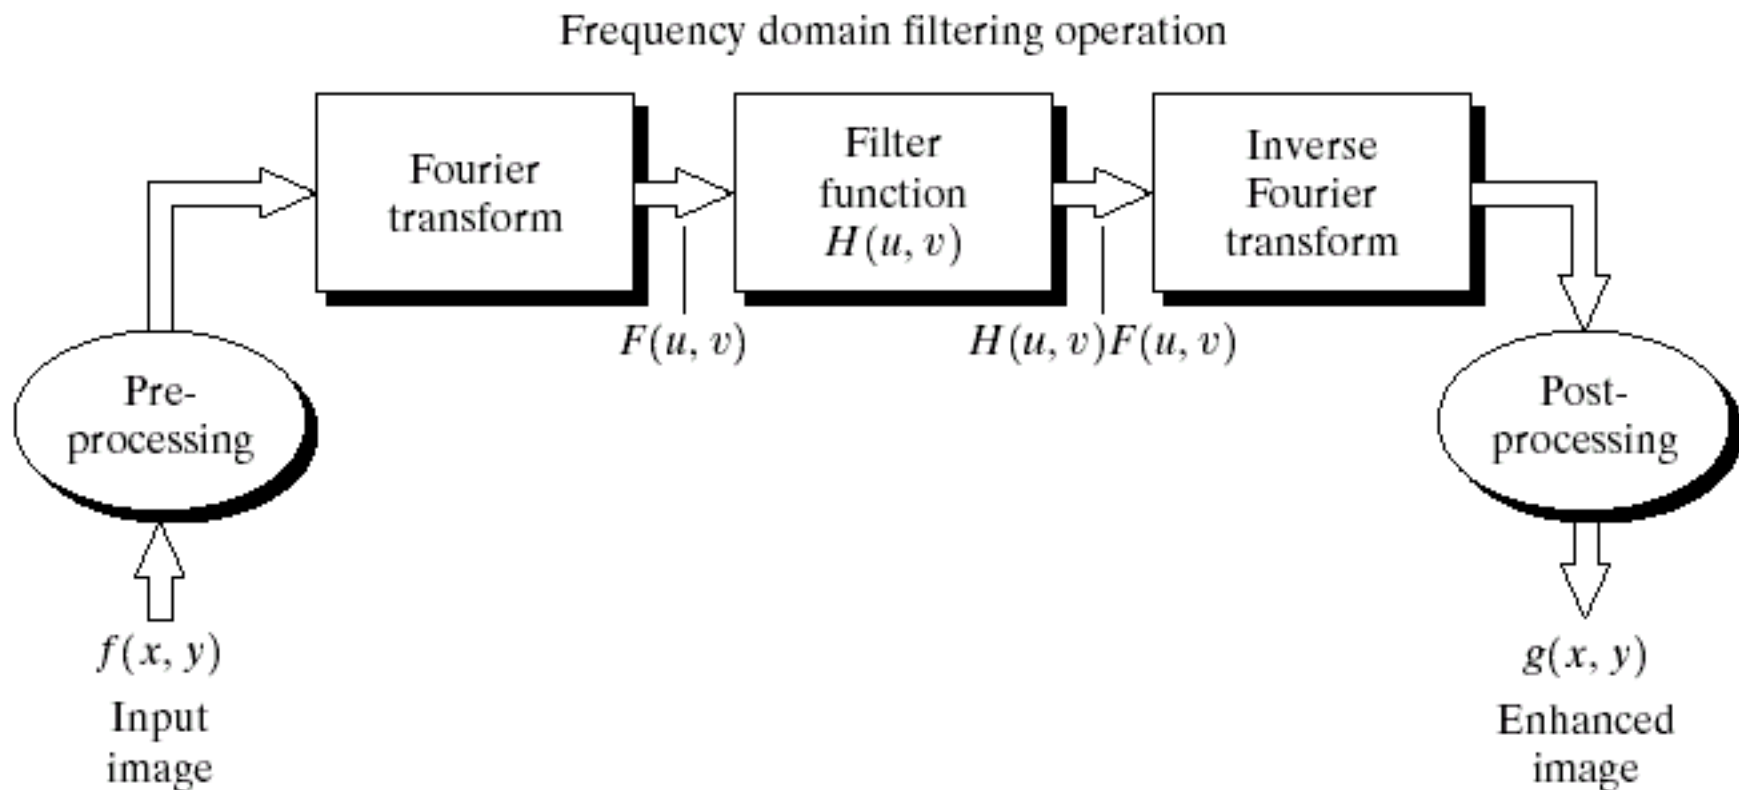 Frequency domain filtering operation
Fourier
transform
Filter
function
H(u, v)
Inverse
Fourier
transform
F(u, v)
H(u, v)F(u, v)
Pre-
processing
Post-
processing
f(x, y)
Input
image
g(x, y)
Enhanced
image